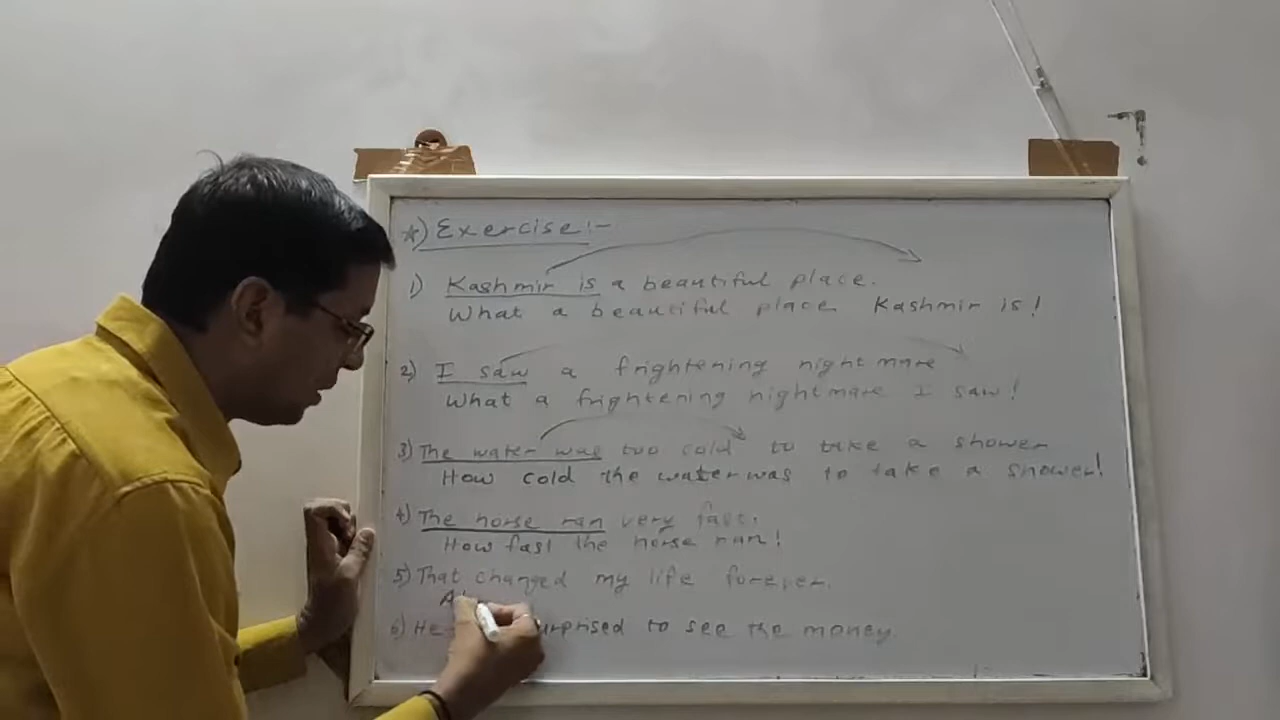 *) Exercise:-
1) Kashmir is a beautiful place.
What a beautiful place Kashmir is!
2) I saw a frightening nightmare
What a frightening nightmare I saw!
3) The water was too cold to take a shower
How cold the water was to take a shower!
4) The horse ran very fast.
How fast the horse ran!
5) That changed my life forever.
6) He surprised to see the money.